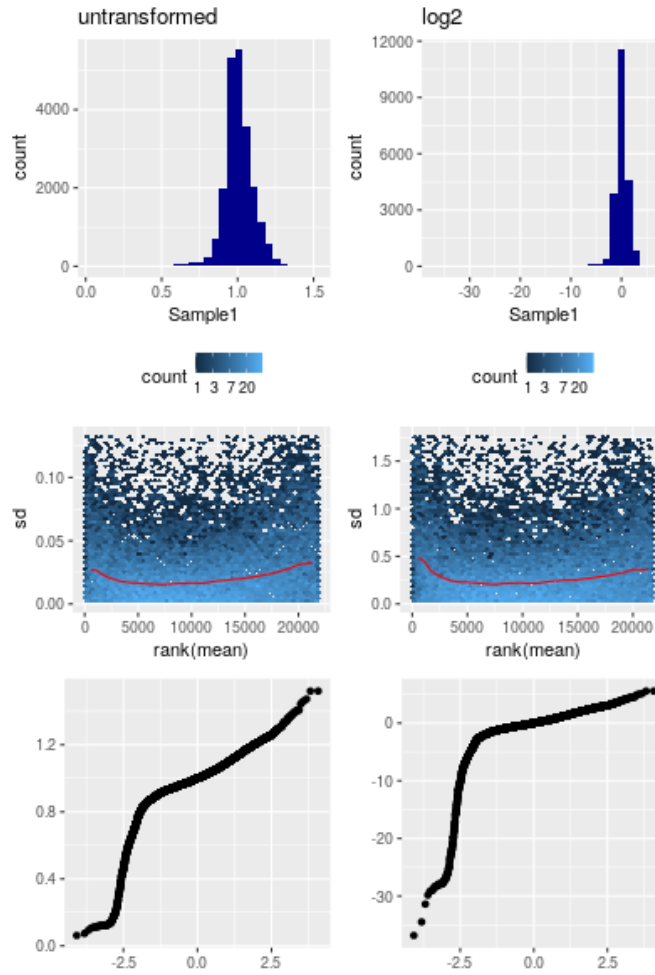 untransformed
log2
count
4000
2000
0
0.0 0.5 1.0 1.5
Sample1
count
12000
9000
6000
3000
0
-30 -20 -10 0
Sample1
count
1 3 7 20
count
1 3 7 20
sd
0.10
0.05
0.00
0 5000 10000 15000 20000
rank(mean)
sd
1.5
1.0
0.5
0.0
0 5000 10000 15000 20000
rank(mean)
1.2
0.8
0.4
0.0
-2.5 0.0 2.5
0
-10
-20
-30
-2.5 0.0 2.5